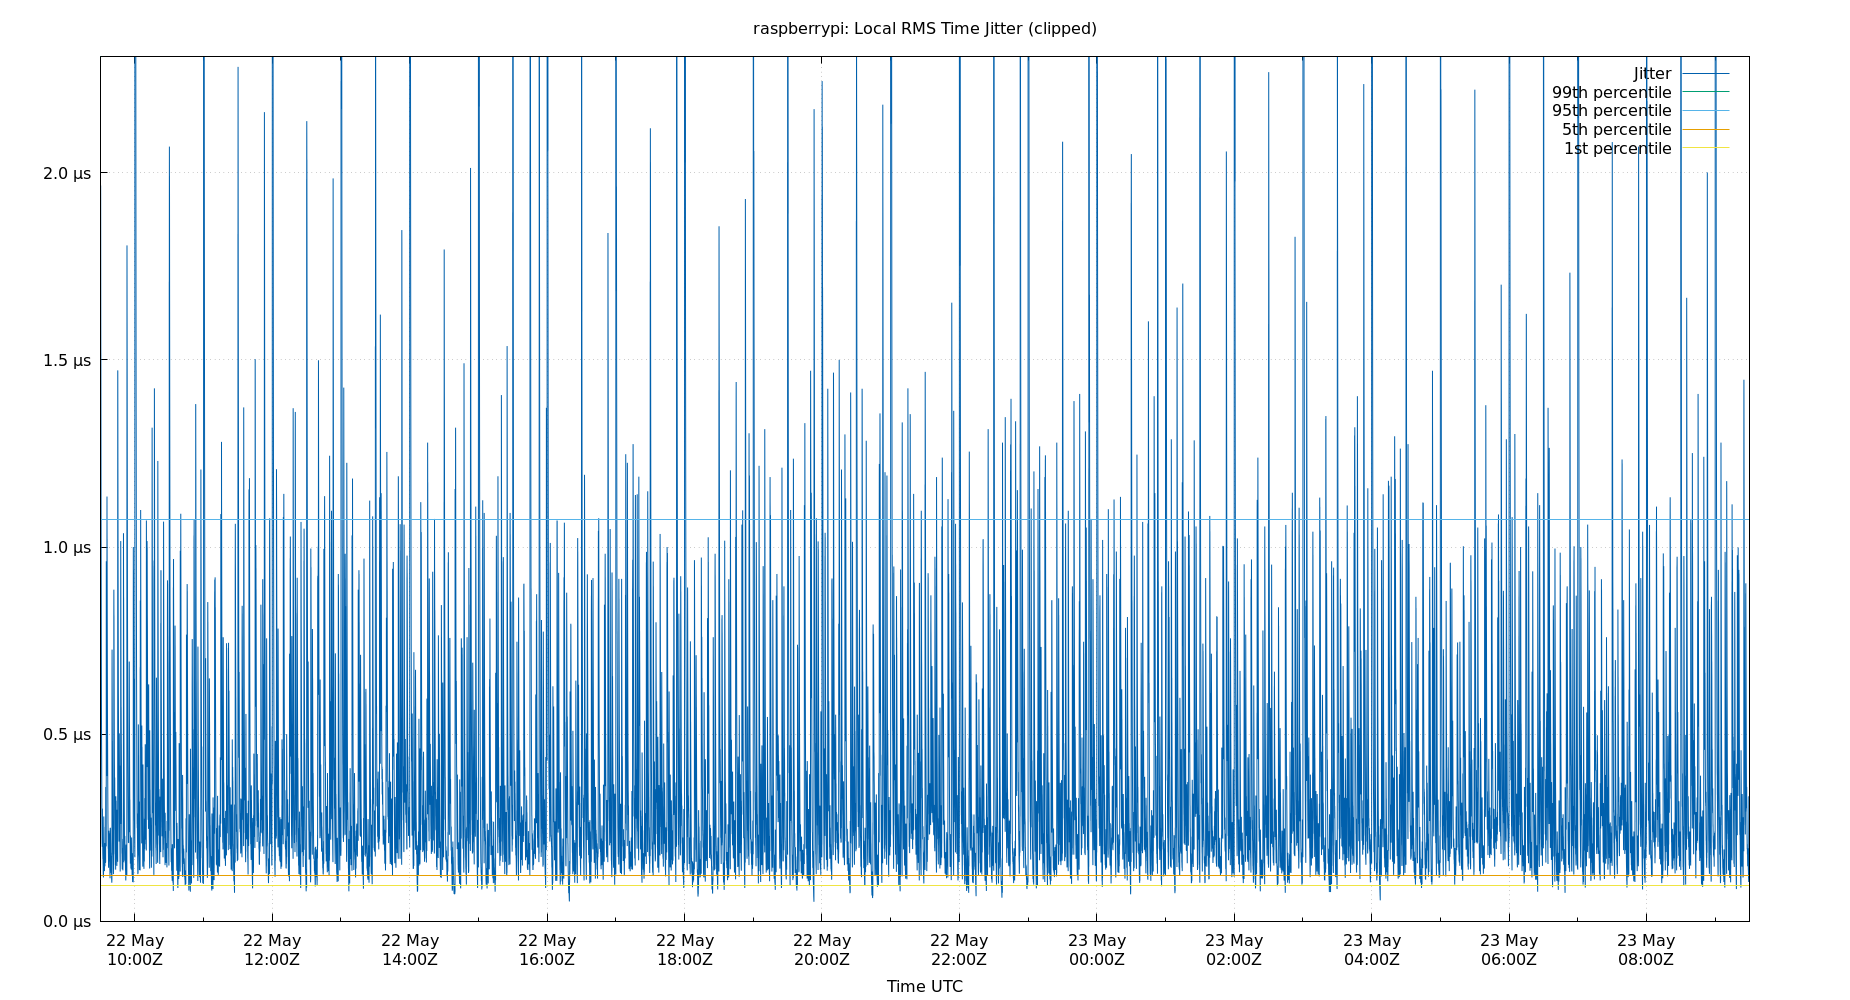 raspberrypi: Local RMS Time Jitter (clipped)
Jitter
99th percentile
95th percentile
5th percentile
1st percentile
2.0 µs
1.5 µs
1.0 µs
0.5 µs
0.0 µs
22 May 22 May 22 May 22 May 22 May 22 May 22 May 23 May 23 May 23 May 23 May 23 May
10:00Z 12:00Z 14:00Z 16:00Z 18:00Z 20:00Z 22:00Z 00:00Z 02:00Z 04:00Z 06:00Z 08:00Z
Time UTC